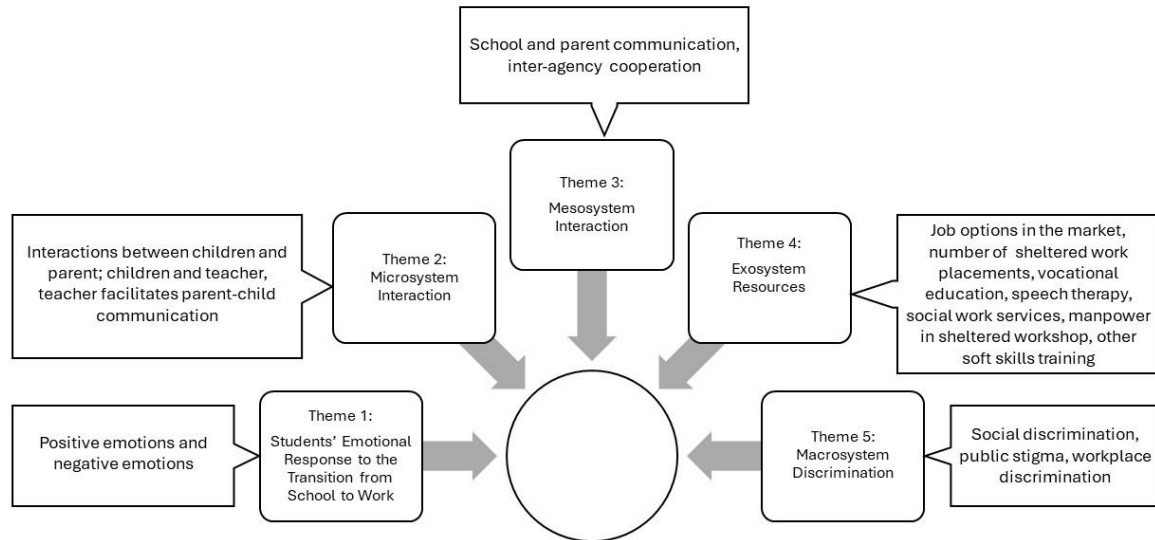 School and parent communication,
inter-agency cooperation
Theme 3:
Mesosystem
Interaction
Interactions between children and
parent; children and teacher,
teacher facilitates parent-child
communication
Theme 2:
Microsystem
Interaction
Theme 4:
Exosystem
Resources
Job options in the market,
number of sheltered work
placements, vocational
education, speech therapy,
social work services, manpower
in sheltered workshop, other
soft skills training
Positive emotions and
negative emotions
Theme 1:
Students’ Emotional
Response to the
Transition from
School to Work
Theme 5:
Macrosystem
Discrimination
Social discrimination,
public stigma, workplace
discrimination